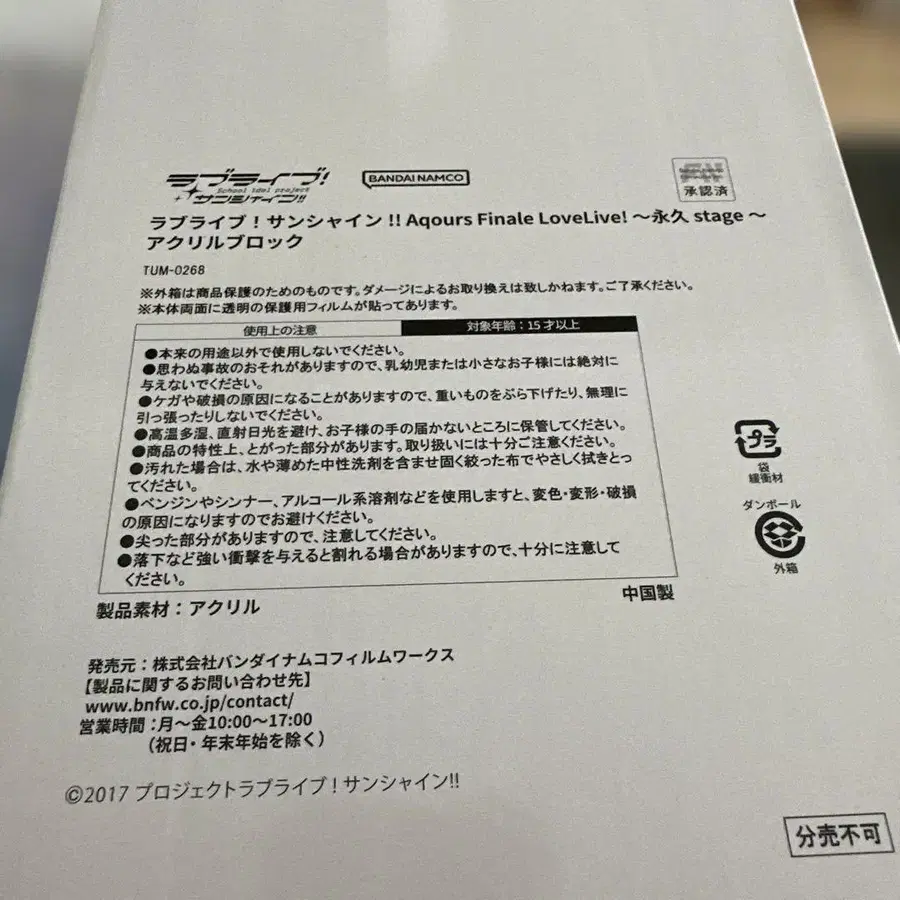 ラブライブ!
School idol project
サンシャイン!!
BANDAI NAMCO
承認済
ラブライブ!サンシャイン!! Aqours Finale LoveLive! ~永久 stage~
アクリルブロック
TUM-0268
※外箱は商品保護のためのものです。ダメージによるお取り換えは致しかねます。ご了承ください。
※本体両面に透明の保護用フィルムが貼ってあります。
使用上の注意
対象年齢:15才以上
●本来の用途以外で使用しないでください。
●思わぬ事故のおそれがありますので、乳幼児または小さなお子様には絶対に
与えないでください。
●ケガや破損の原因になることがありますので、重いものをぶら下げたり、無理に
引っ張ったりしないでください。
●高温多湿、直射日光を避け、お子様の手の届かないところに保管してください。
●商品の特性上、とがった部分があります。取り扱いには十分ご注意ください。
●汚れた場合は、水や薄めた中性洗剤を含ませ固く絞った布でやさしく拭きとっ
てください。
●ベンジンやシンナー、アルコール系溶剤などを使用しますと、変色・変形・破損
の原因になりますのでお避けください。
●尖った部分がありますので、注意してください。
●落下など強い衝撃を与えると割れる場合がありますので、十分に注意して
ください。
プラ
袋
緩衝材
ダンボール
外箱
製品素材:アクリル
中国製
発売元:株式会社バンダイナムコフィルムワークス
【製品に関するお問い合わせ先】
www.bnfw.co.jp/contact/
営業時間:月~金10:00~17:00
(祝日・年末年始を除く)
©2017 プロジェクトラブライブ!サンシャイン!!
分売不可